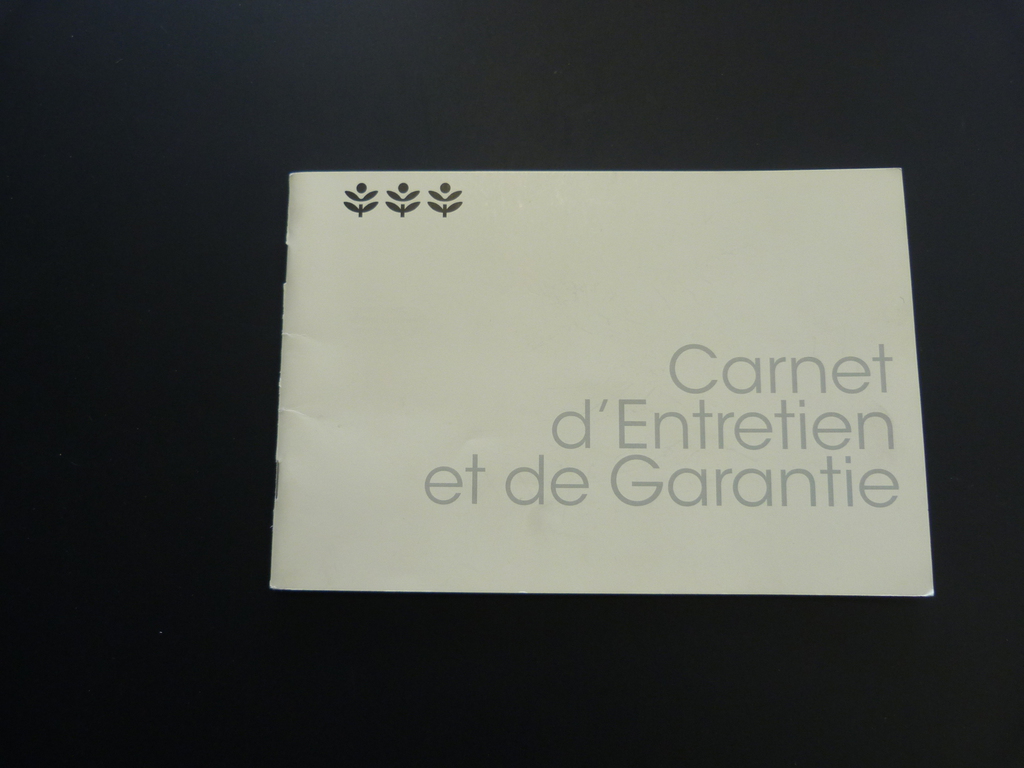 Carnet
d'Entretien
et de Garantie